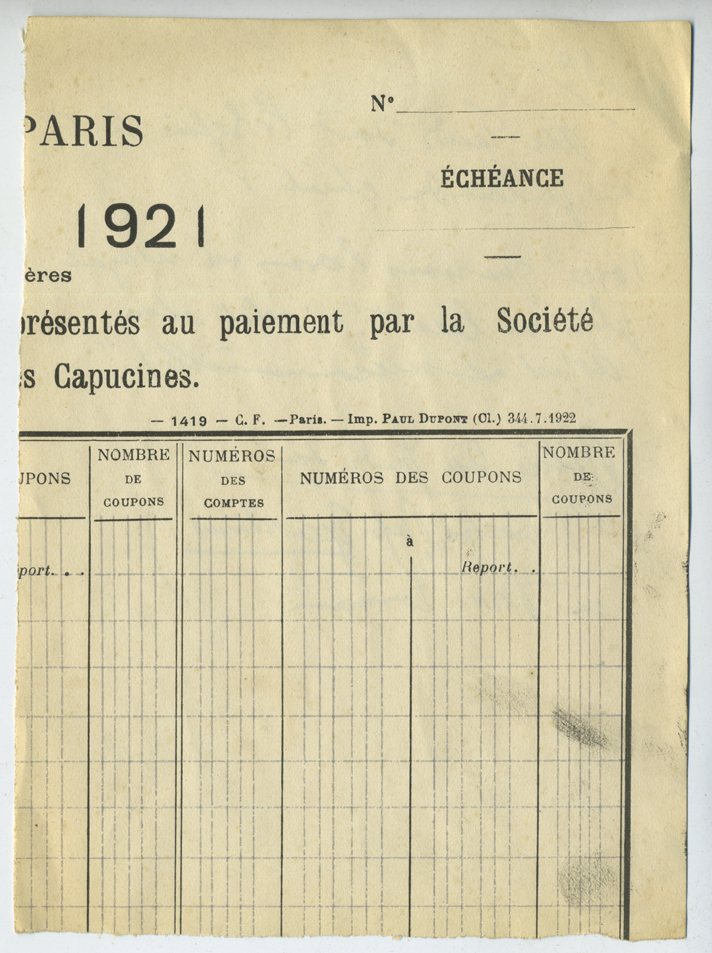 N°
PARIS
ÉCHÉANCE
1921
ères
présentés au paiement par la Société
s Capucines.
— 1419 — C. F. — Paris. — Imp. PAUL DUPONT (Cl.) 344.7.1922
UPONS
NOMBRE
DE
COUPONS
NUMÉROS
DES
COMPTES
NUMÉROS DES COUPONS
NOMBRE
DE
COUPONS
à
port. . .
Report. . .